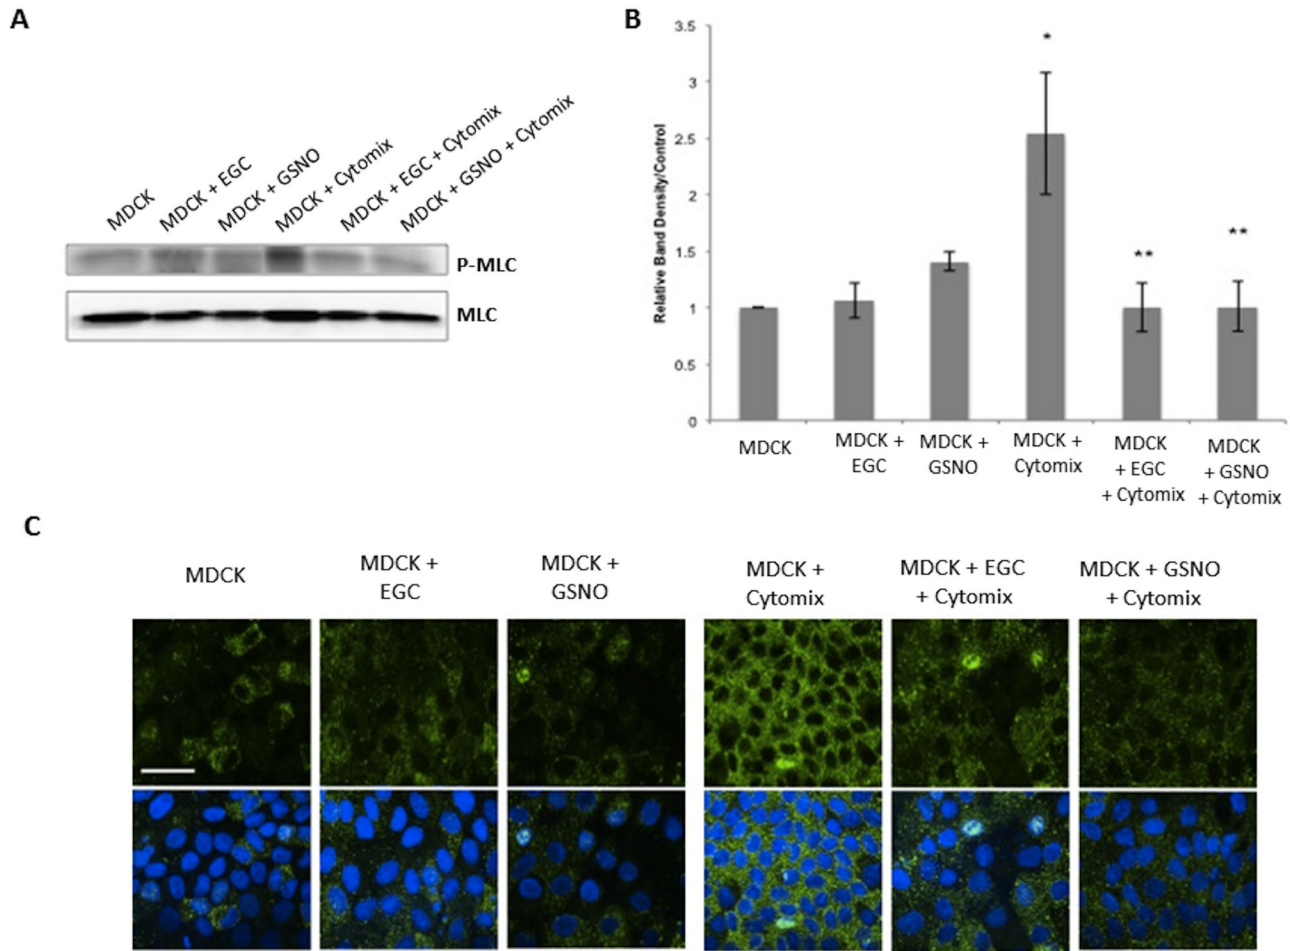 A
MDCK
MDCK + EGC
MDCK + GSNO
MDCK + Cytomix
MDCK + EGC + Cytomix
MDCK + GSNO + Cytomix
P-MLC
MLC
B
Relative Band Density/Control
3.5
3
2.5
2
1.5
1
0.5
0
*
**
**
MDCK
MDCK +
EGC
MDCK +
GSNO
MDCK +
Cytomix
MDCK
+ EGC
+ Cytomix
MDCK
+ GSNO
+ Cytomix
C
MDCK
MDCK +
EGC
MDCK +
GSNO
MDCK +
Cytomix
MDCK + EGC
+ Cytomix
MDCK + GSNO
+ Cytomix